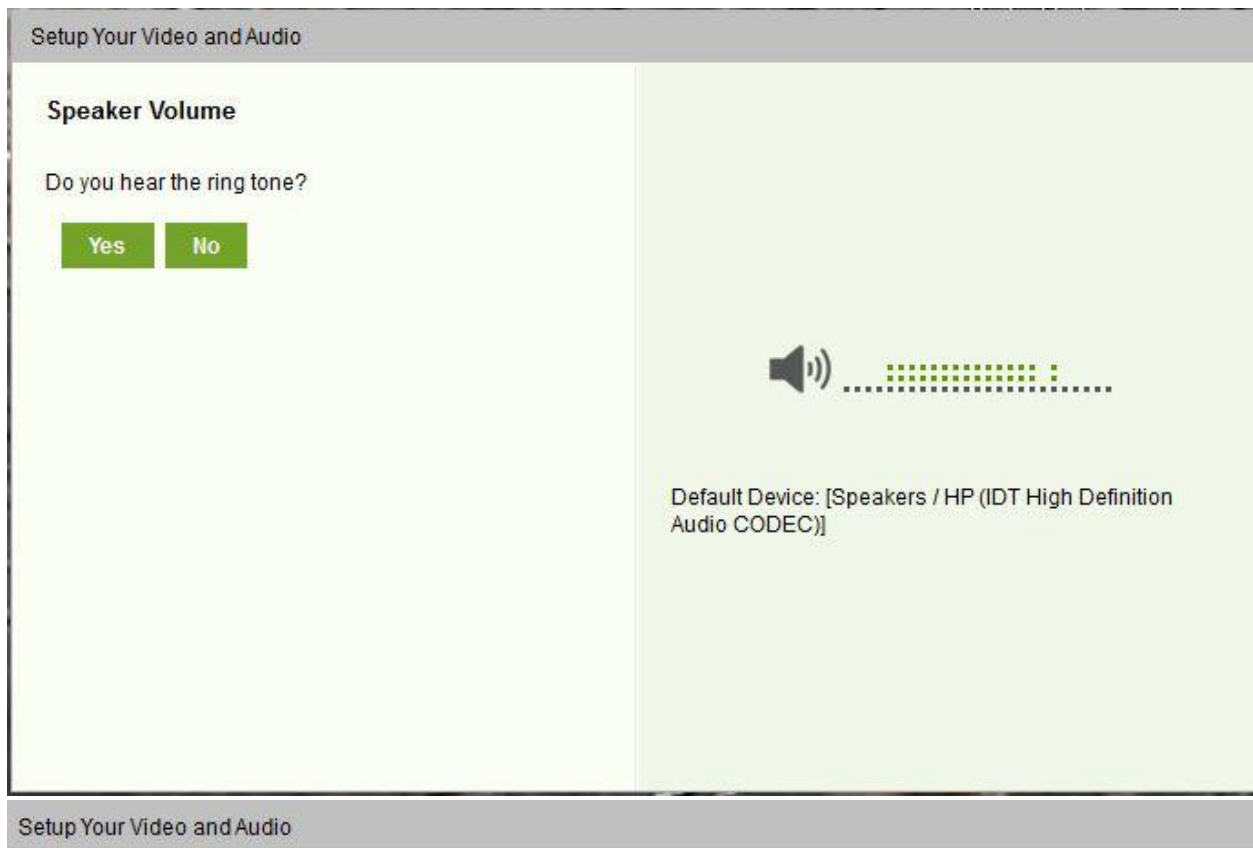 Setup Your Video and Audio
Speaker Volume
Do you hear the ring tone?
Yes No
Default Device: [Speakers / HP (IDT High Definition
Audio CODEC)]
Setup Your Video and Audio